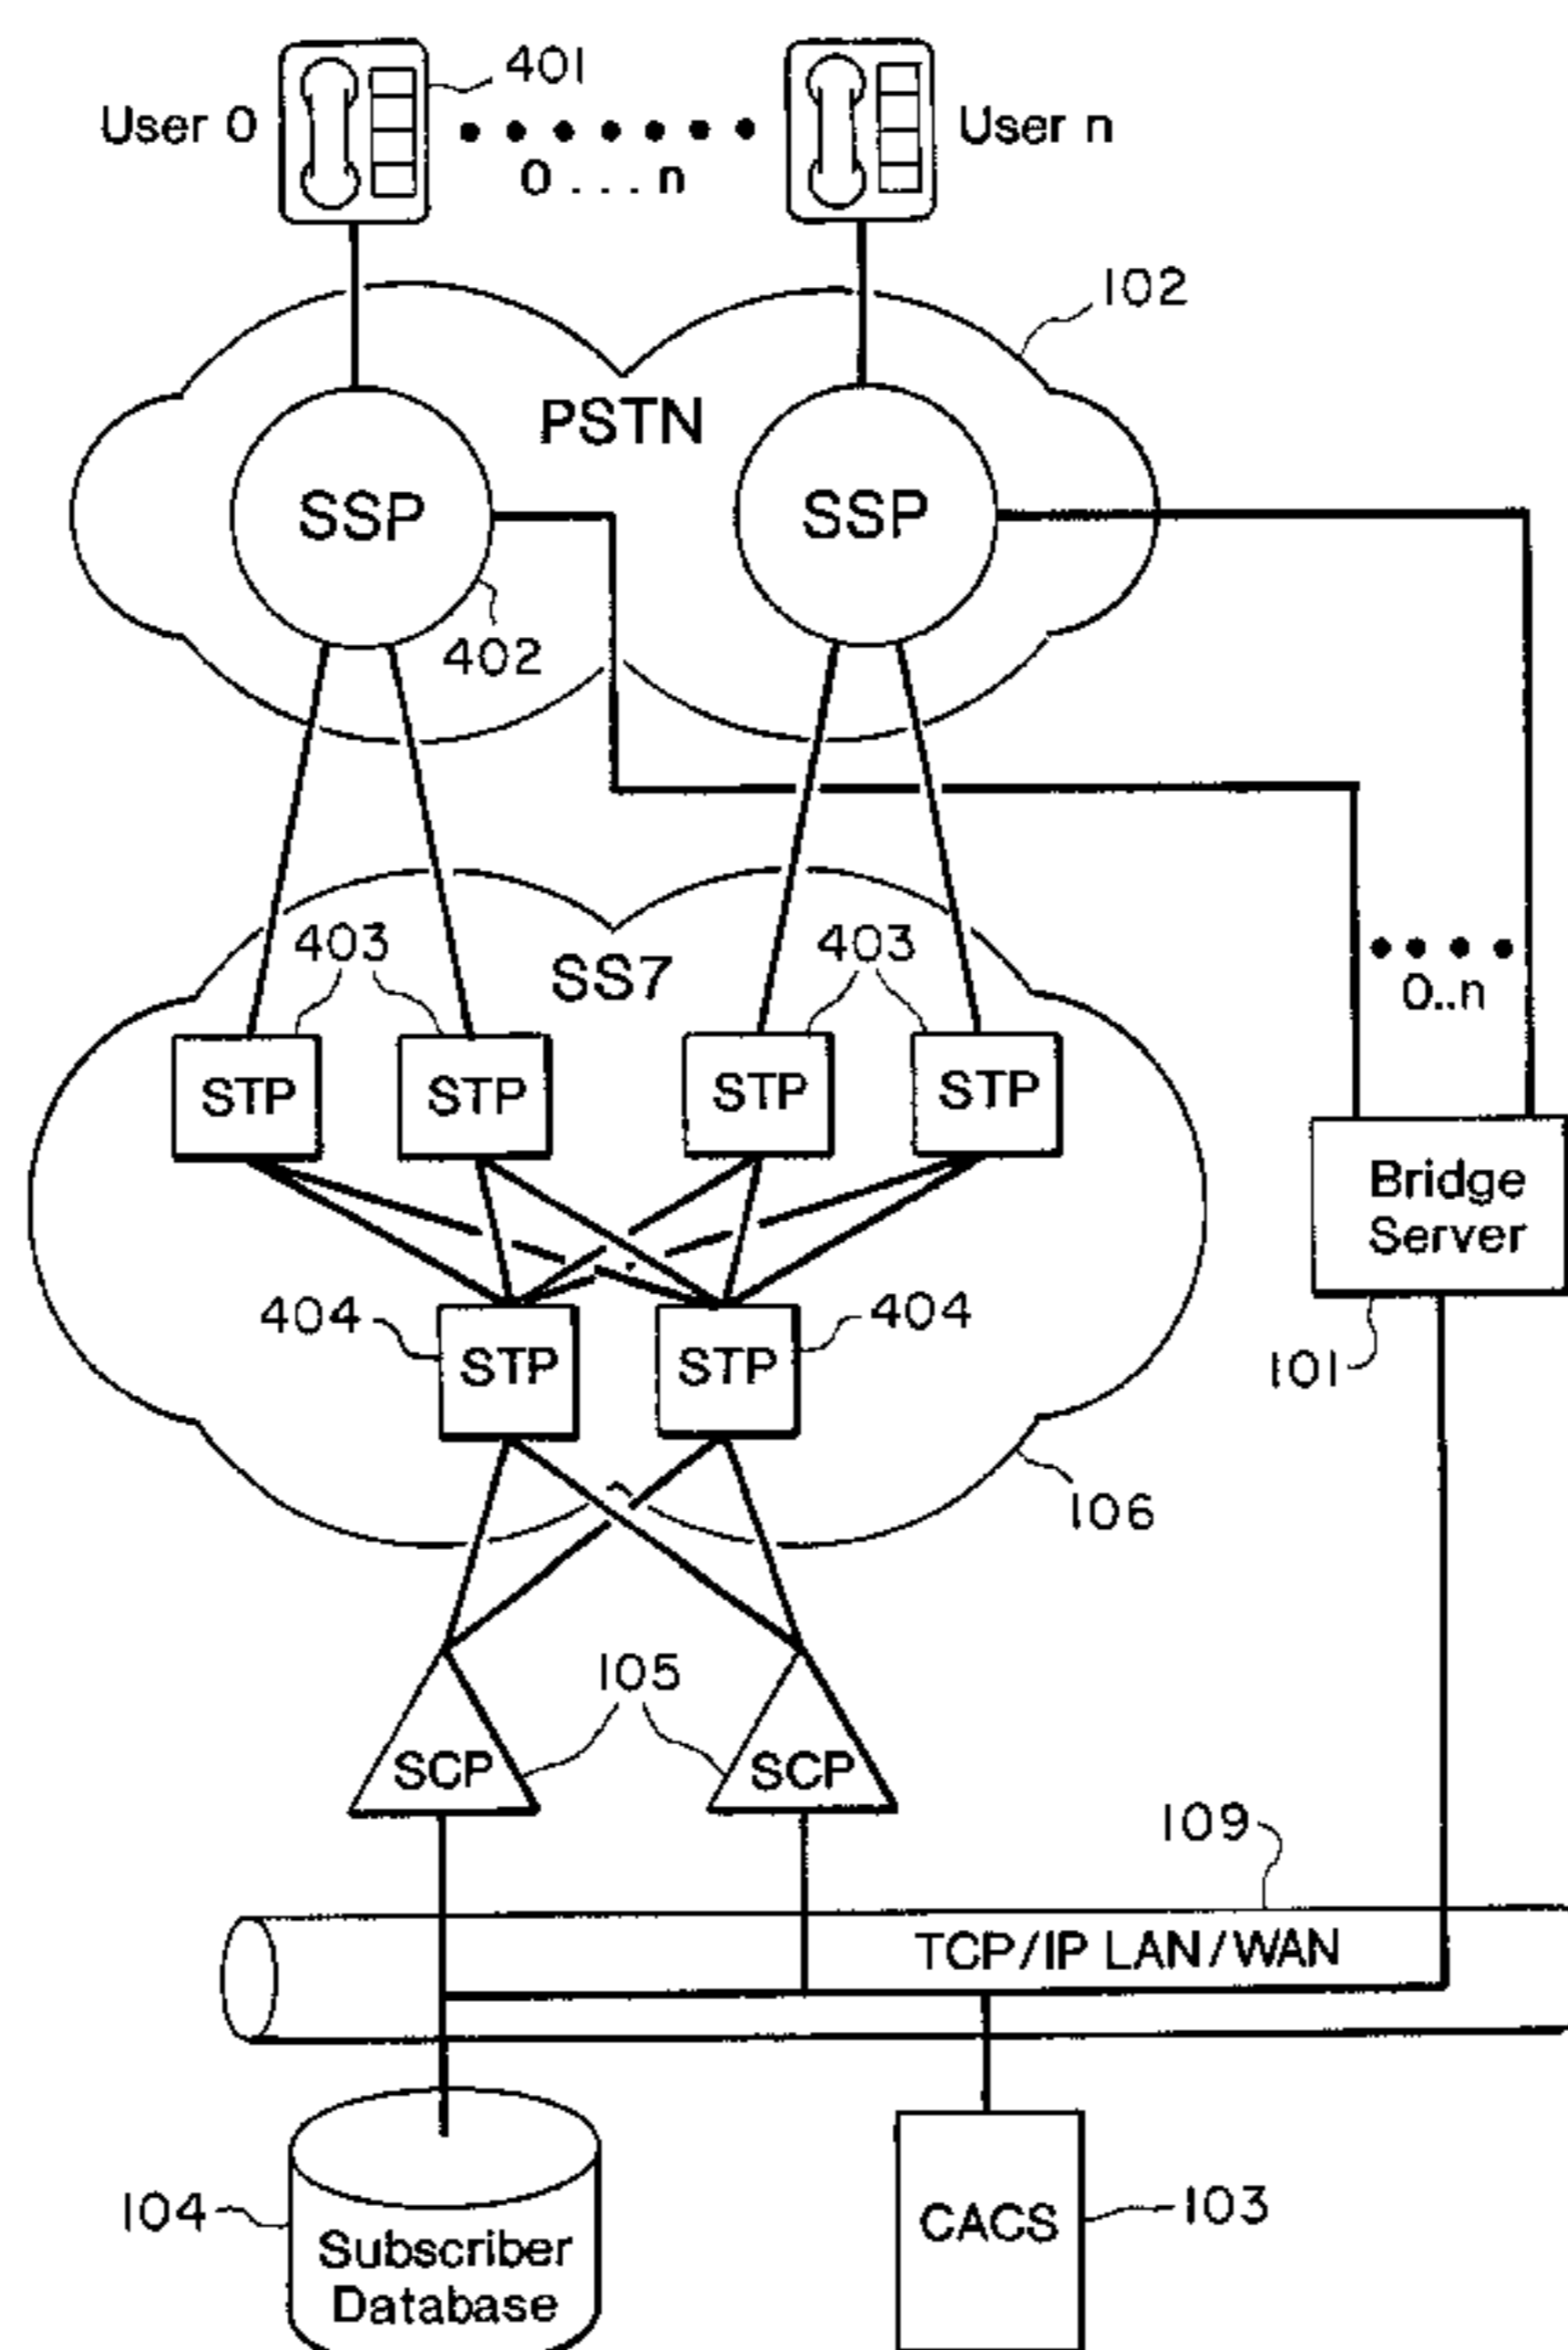 401
User 0
User n
0 . . . n
102
PSTN
SSP
SSP
402
403
403
SS7
0..n
STP
STP
STP
STP
Bridge
Server
404
404
STP
STP
101
106
105
SCP
SCP
109
TCP/IP LAN/WAN
104
103
CACS
Subscriber
Database